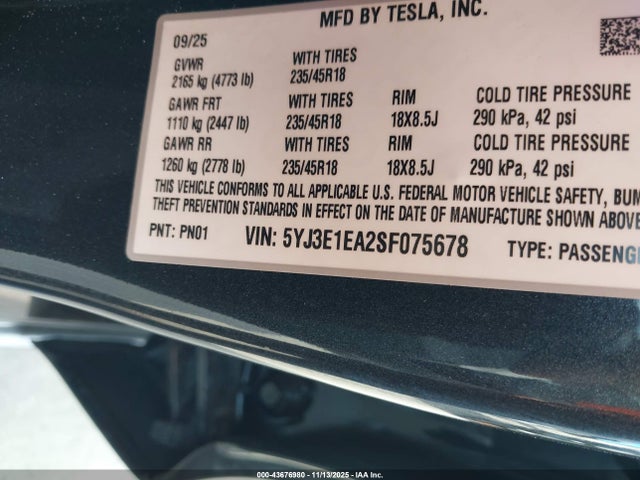 MFD BY TESLA, INC.
09/25
GVWR WITH TIRES
2165 kg (4773 lb) 235/45R18
GAWR FRT WITH TIRES RIM COLD TIRE PRESSURE
1110 kg (2447 lb) 235/45R18 18X8.5J 290 kPa, 42 psi
GAWR RR WITH TIRES RIM COLD TIRE PRESSURE
1260 kg (2778 lb) 235/45R18 18X8.5J 290 kPa, 42 psi
THIS VEHICLE CONFORMS TO ALL APPLICABLE U.S. FEDERAL MOTOR VEHICLE SAFETY, BUM
THEFT PREVENTION STANDARDS IN EFFECT ON THE DATE OF MANUFACTURE SHOWN ABOVE
PNT: PN01 VIN: 5YJ3E1EA2SF075678 TYPE: PASSENGE
000-43676980 - 11/13/2025 - IAA Inc.